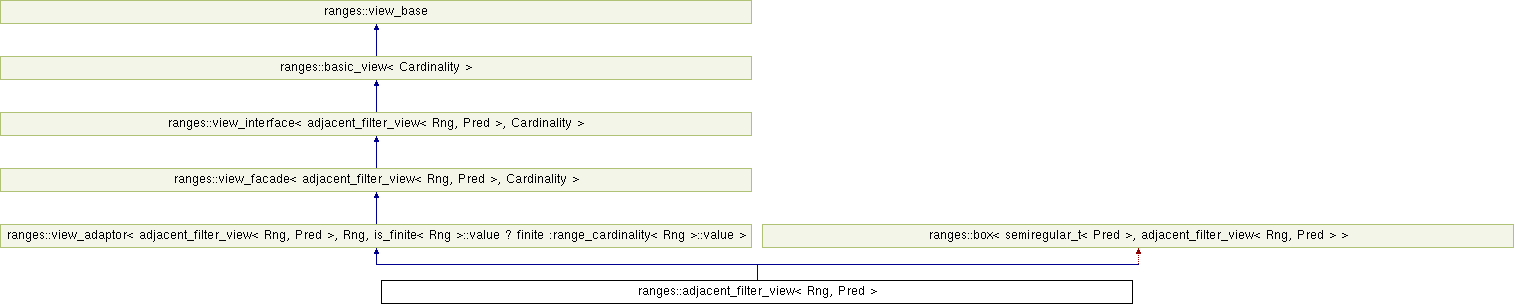 ranges::view_base
ranges::basic_view< Cardinality >
ranges::view_interface< adjacent_filter_view< Rng, Pred >, Cardinality >
ranges::view_facade< adjacent_filter_view< Rng, Pred >, Cardinality >
ranges::view_adaptor< adjacent_filter_view< Rng, Pred >, Rng, is_finite< Rng >::value ? finite :range_cardinality< Rng >::value >
ranges::box< semiregular_t< Pred >, adjacent_filter_view< Rng, Pred > >
ranges::adjacent_filter_view< Rng, Pred >